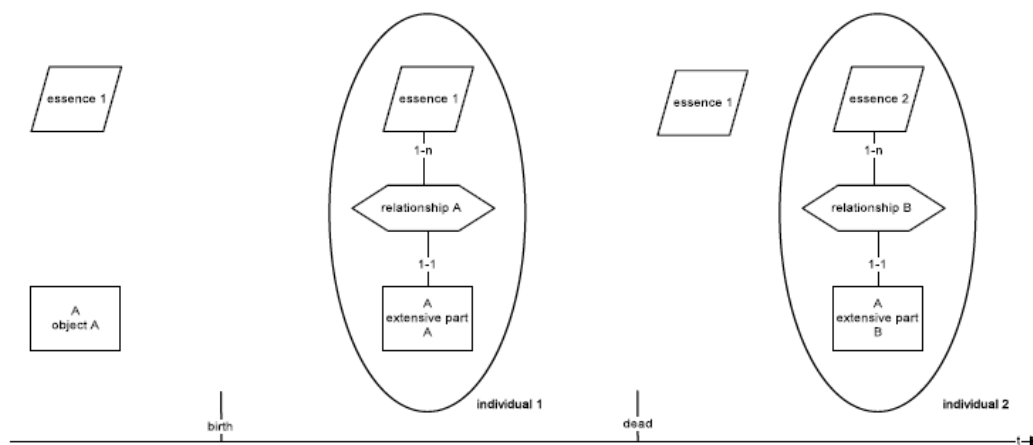 essence 1
essence 1
essence 1
essence 2
1-n
1-n
relationship A
relationship B
1-1
1-1
A
object A
A
extensive part
A
A
extensive part
B
individual 1
individual 2
birth
dead
t